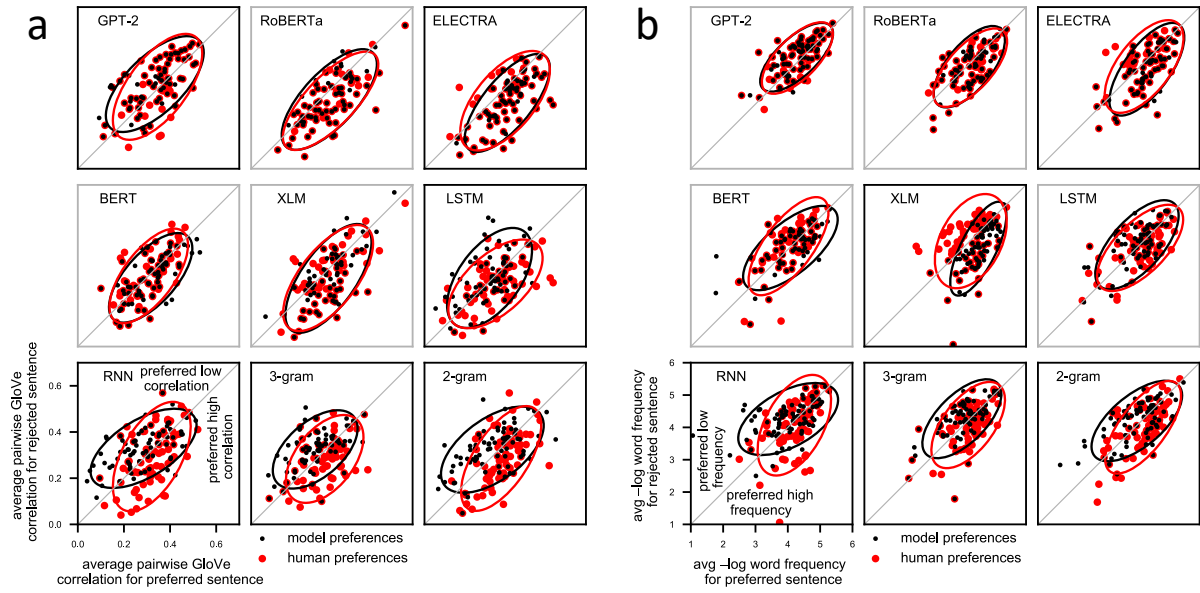 a
GPT-2
RoBERTa
ELECTRA
BERT
XLM
LSTM
RNN
preferred low
correlation
preferred high
correlation
3-gram
2-gram
average pairwise GloVe
correlation for rejected sentence
0.6
0.4
0.2
0.0
0.0
0.2
0.4
0.6
average pairwise GloVe
correlation for preferred sentence
model preferences
human preferences
b
GPT-2
RoBERTa
ELECTRA
BERT
XLM
LSTM
RNN
preferred low
frequency
preferred high
frequency
3-gram
2-gram
avg –log word frequency
for rejected sentence
6
5
4
3
2
1
1
2
3
4
5
6
avg –log word frequency
for preferred sentence
model preferences
human preferences